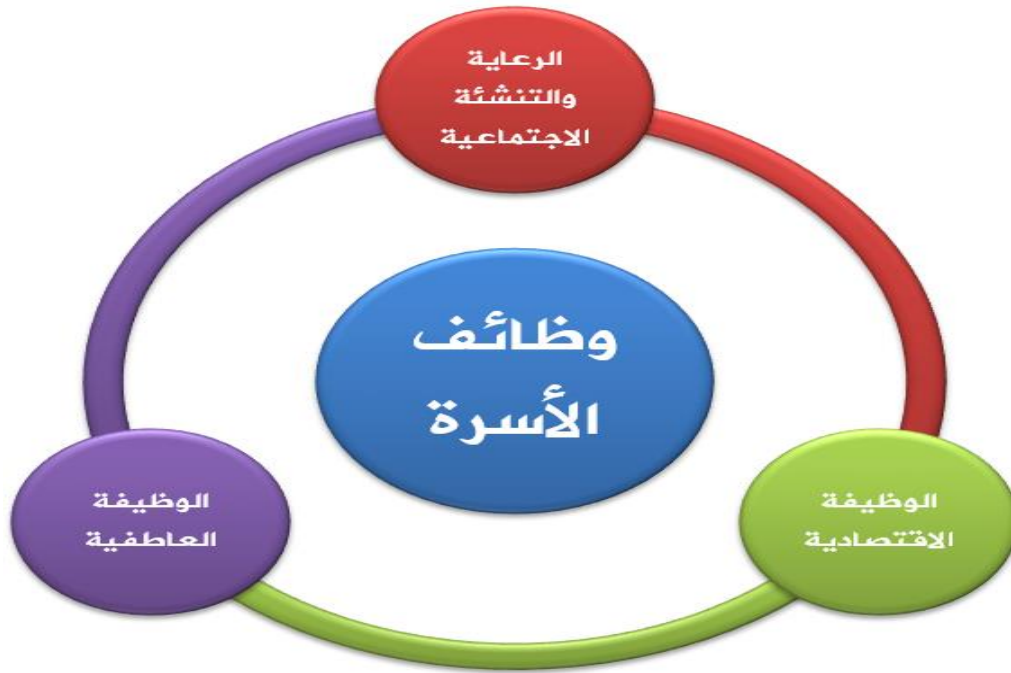 الرعاية
والتنشئة
الاجتماعية
وظائف
الأسرة
الوظيفة
الاقتصادية
الوظيفة
العاطفية